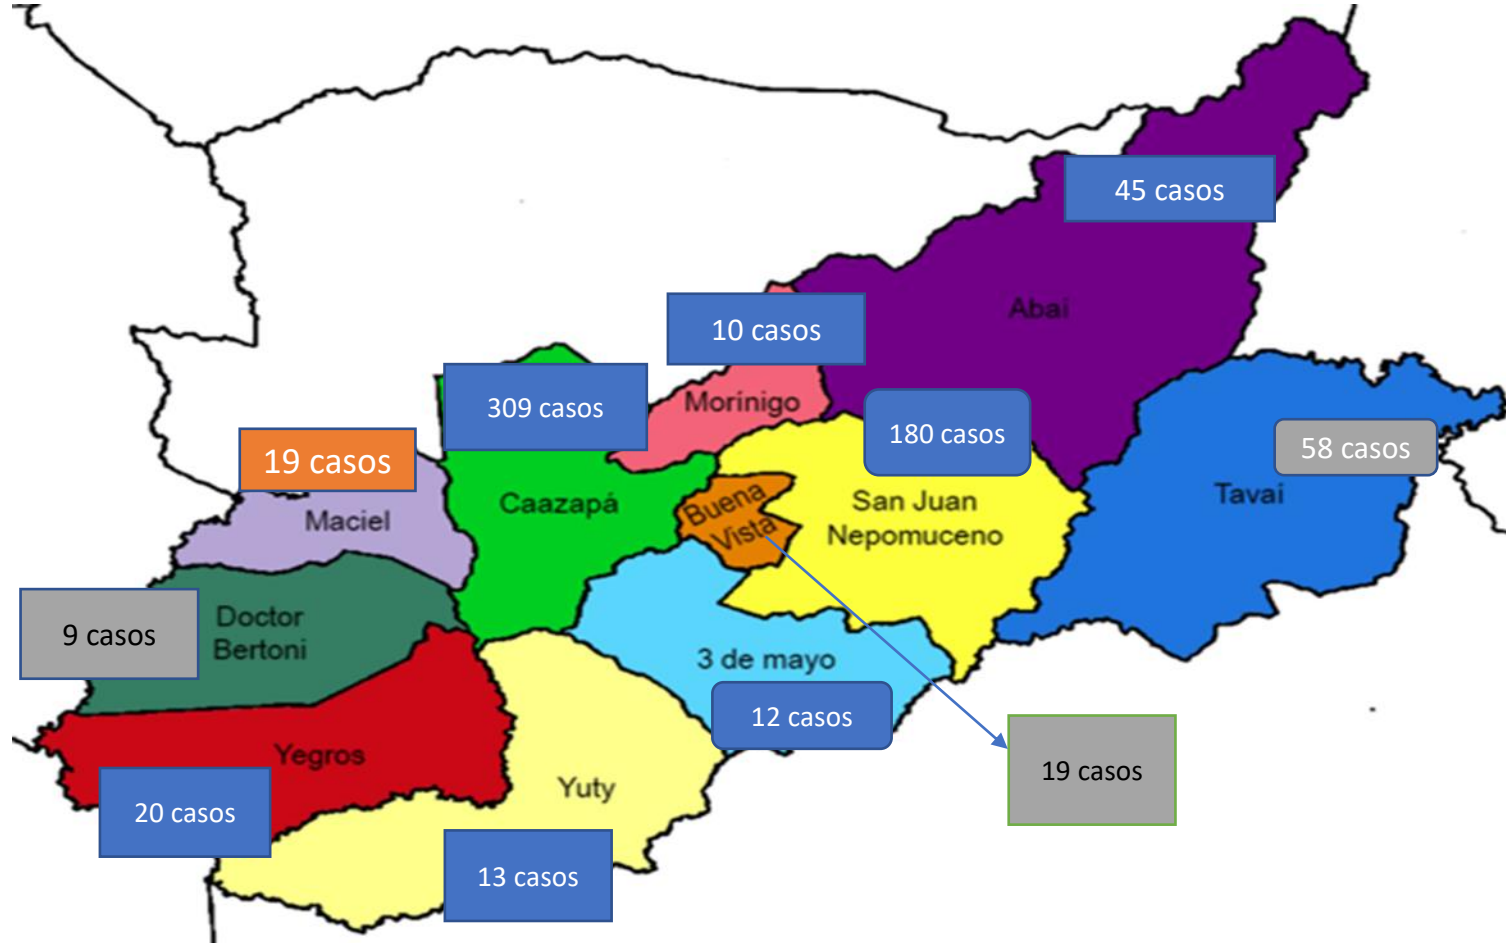 45 casos
Abai
10 casos
Morínigo
309 casos
180 casos
58 casos
19 casos
Maciel
Caazapá
Buena
Vista
San Juan
Nepomuceno
Tavai
9 casos
Doctor
Bertoni
3 de mayo
12 casos
19 casos
Yegros
20 casos
Yuty
13 casos